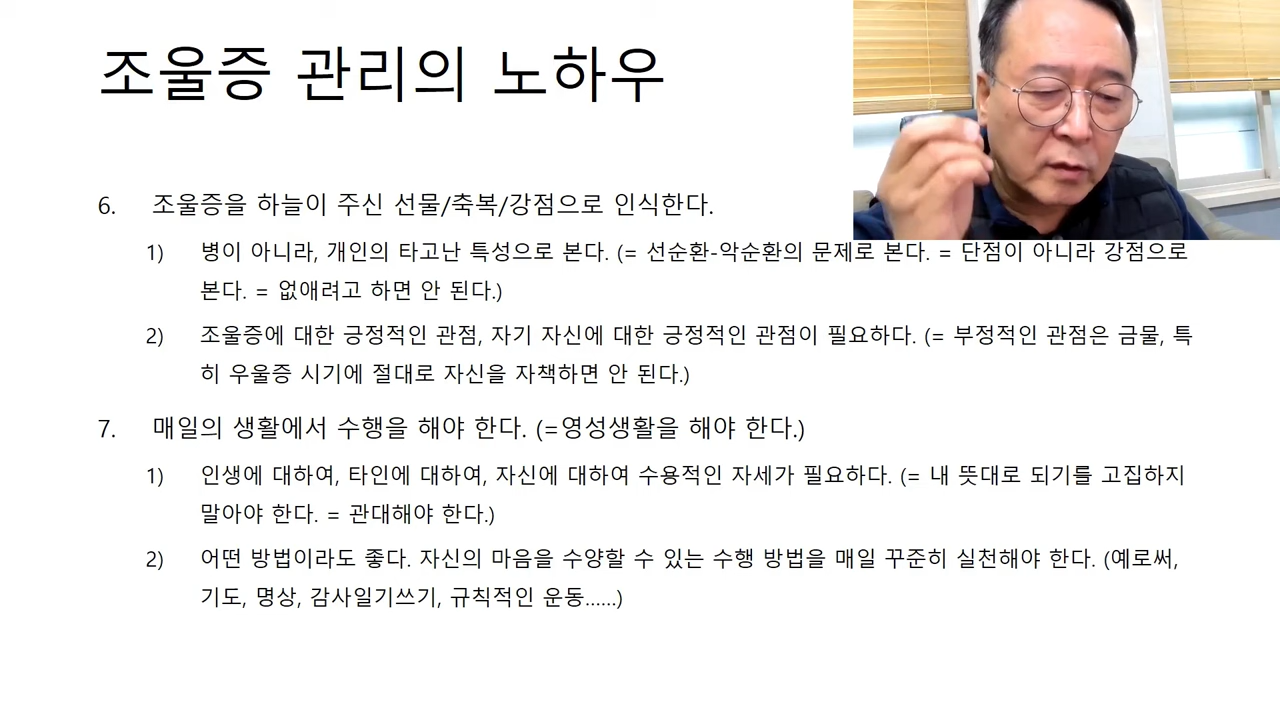 조울증 관리의 노하우
6. 조울증을 하늘이 주신 선물/축복/강점으로 인식한다.
1) 병이 아니라, 개인의 타고난 특성으로 본다. (= 선순환-악순환의 문제로 본다. = 단점이 아니라 강점으로
본다. = 없애려고 하면 안 된다.)
2) 조울증에 대한 긍정적인 관점, 자기 자신에 대한 긍정적인 관점이 필요하다. (= 부정적인 관점은 금물, 특
히 우울증 시기에 절대로 자신을 자책하면 안 된다.)
7. 매일의 생활에서 수행을 해야 한다. (=영성생활을 해야 한다.)
1) 인생에 대하여, 타인에 대하여, 자신에 대하여 수용적인 자세가 필요하다. (= 내 뜻대로 되기를 고집하지
말아야 한다. = 관대해야 한다.)
2) 어떤 방법이라도 좋다. 자신의 마음을 수양할 수 있는 수행 방법을 매일 꾸준히 실천해야 한다. (예로써,
기도, 명상, 감사일기쓰기, 규칙적인 운동......)